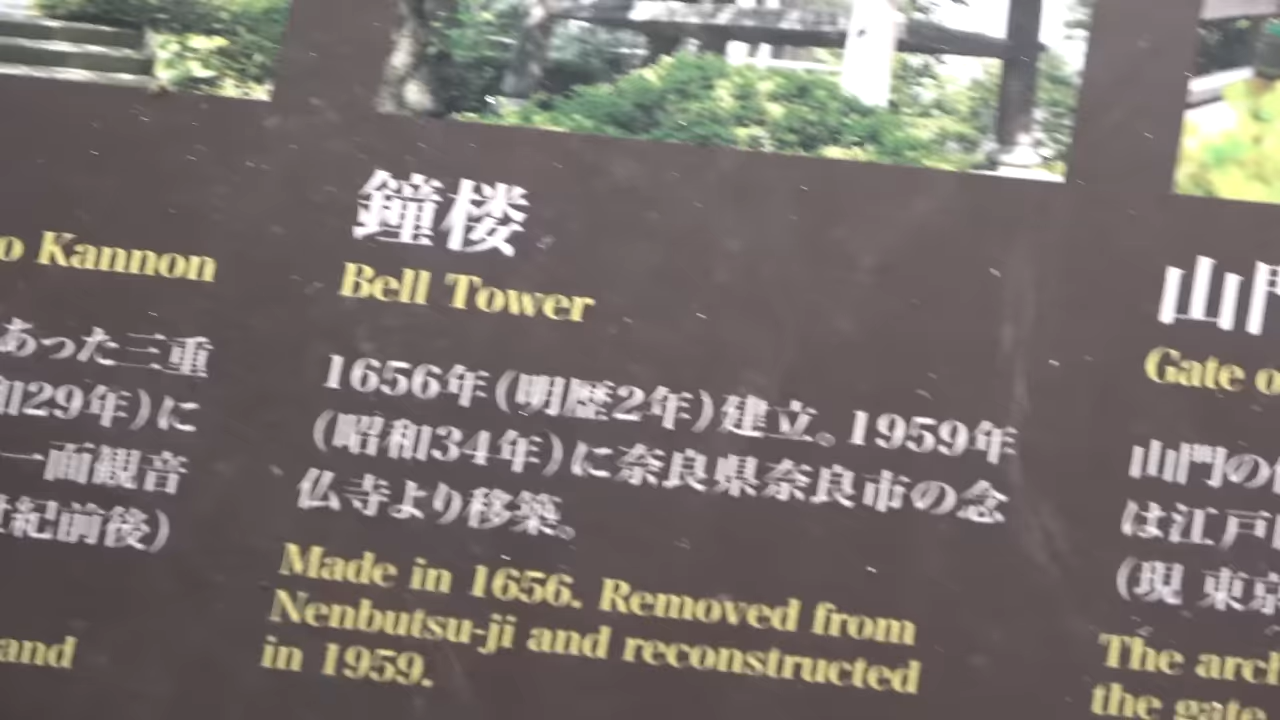 o Kannon
あった三重
和29年)に
一面観音
世紀前後)
and
鐘楼
Bell Tower
1656年(明歴2年)建立。1959年
(昭和34年)に奈良県奈良市の念
仏寺より移築。
Made in 1656. Removed from
Nenbutsu-ji and reconstructed
in 1959.
山門
Gate o
山門の
は江戸
(現 東京
The arch
the gate